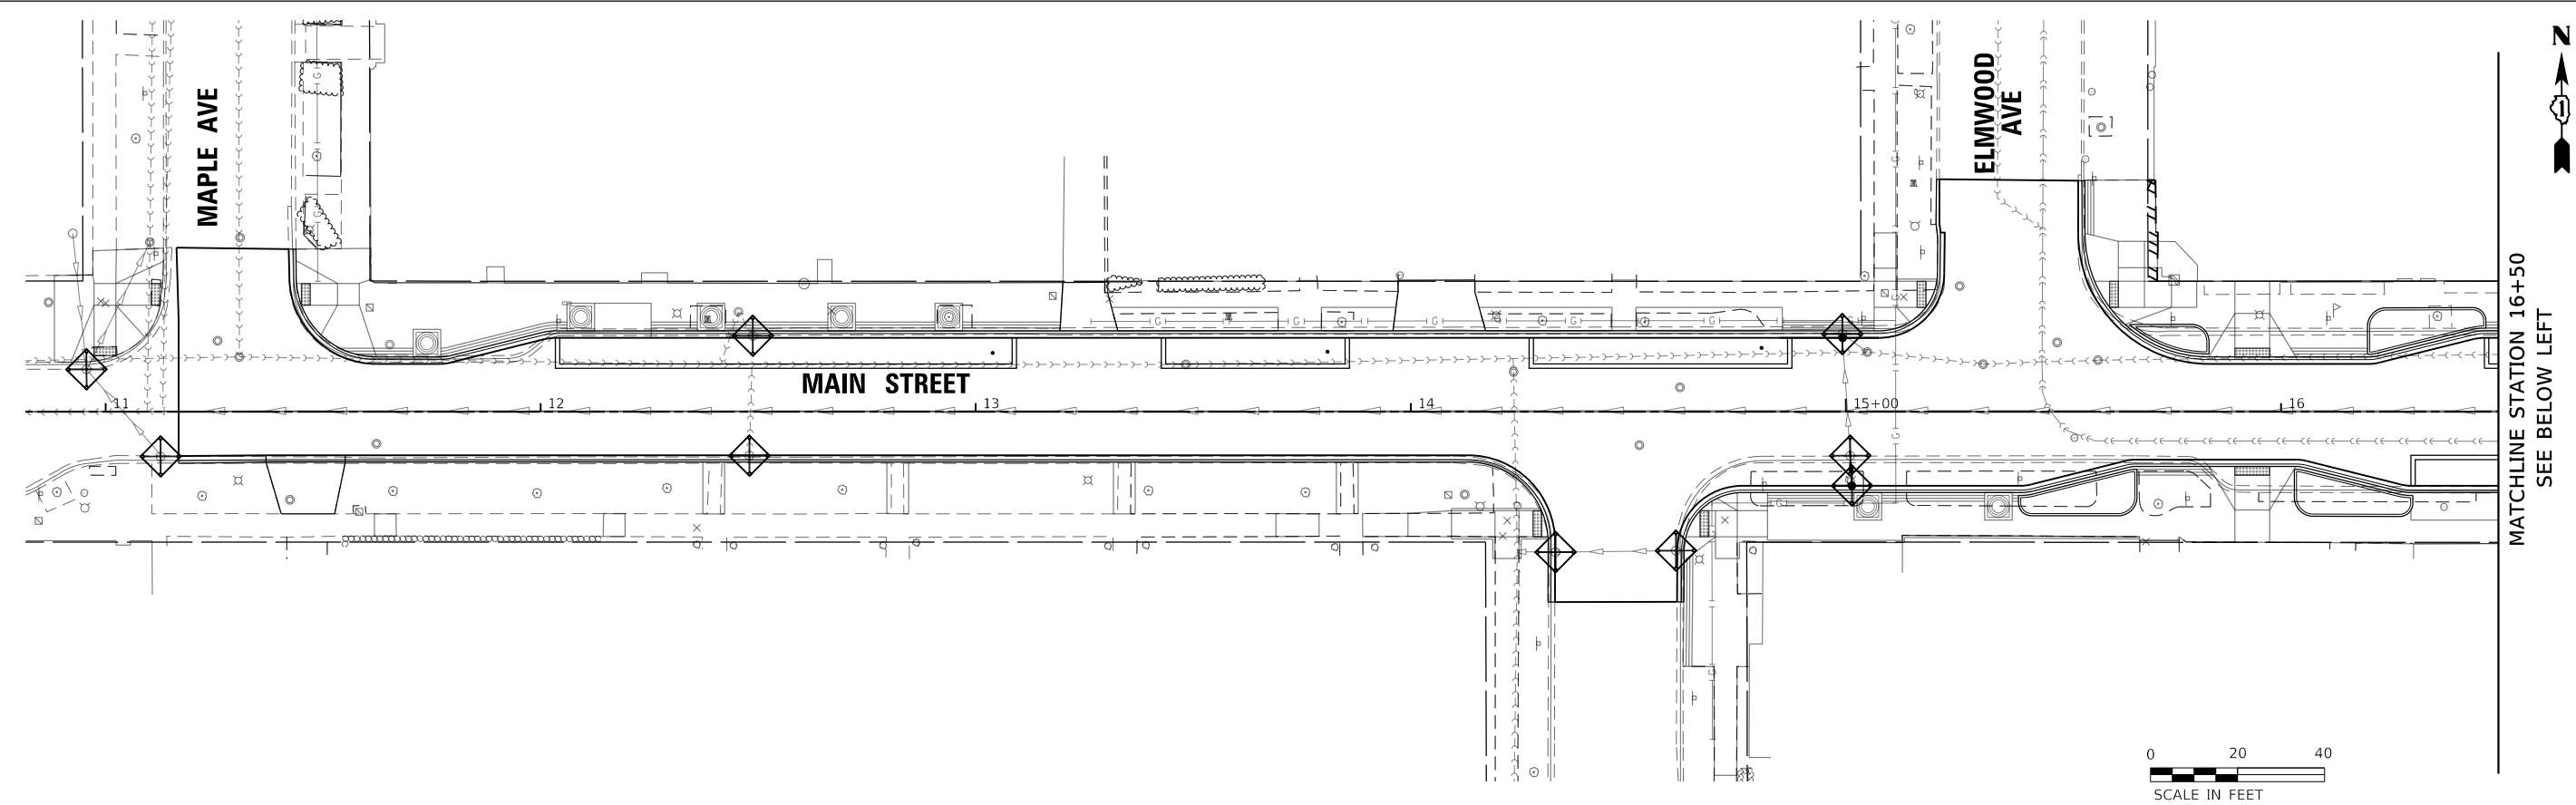 MAPLE AVE
ELMWOOD
AVE
N
MAIN STREET
11
12
13
14
15+00
16
G
G
G
G
G
G
G
G
G
G
G
G
G
G
MATCHLINE STATION 16+50
SEE BELOW LEFT
0 20 40
SCALE IN FEET